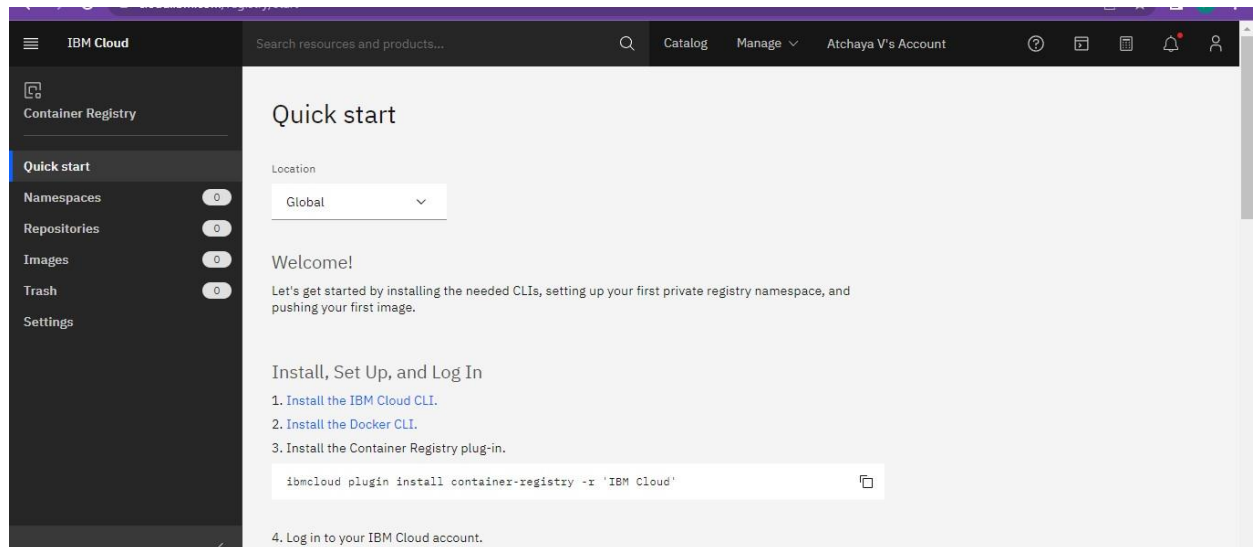 IBM Cloud
Search resources and products...
Catalog
Manage
Atchaya V's Account
Container Registry
Quick start
Namespaces 0
Repositories 0
Images 0
Trash 0
Settings
Quick start
Location
Global
Welcome!
Let's get started by installing the needed CLIs, setting up your first private registry namespace, and
pushing your first image.
Install, Set Up, and Log In
1. Install the IBM Cloud CLI.
2. Install the Docker CLI.
3. Install the Container Registry plug-in.
ibmcloud plugin install container-registry -r 'IBM Cloud'
4. Log in to your IBM Cloud account.